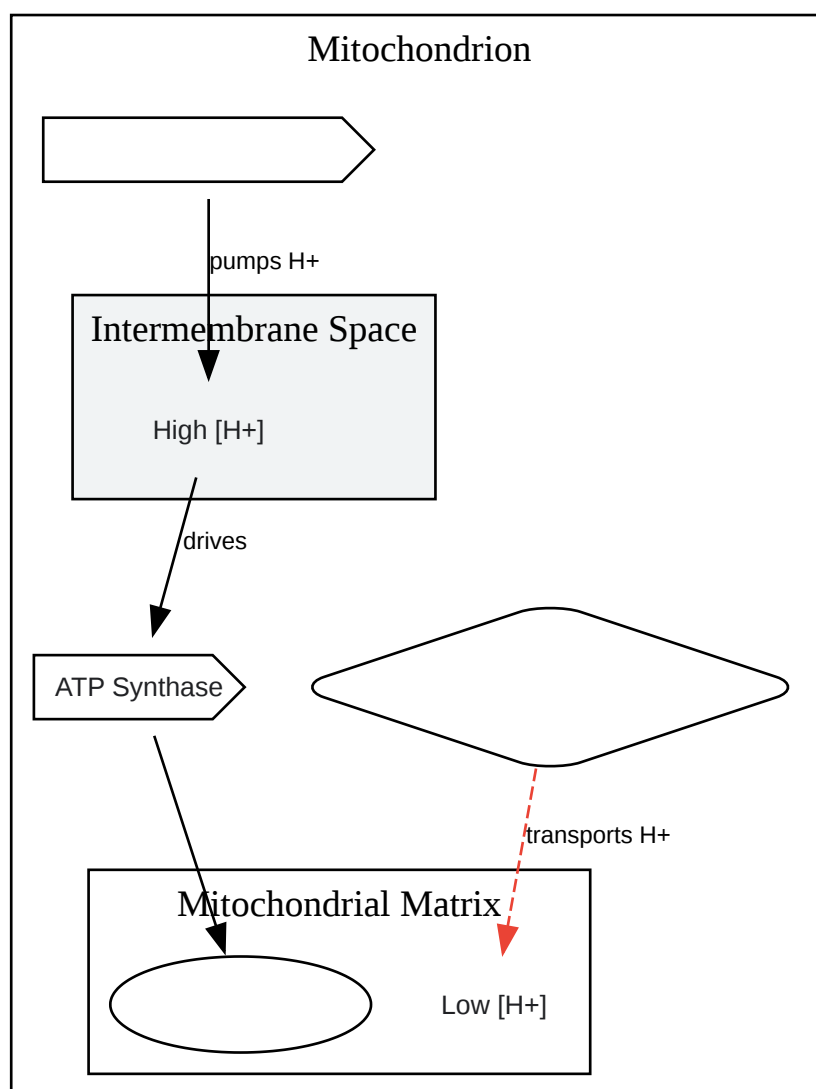 Mitochondrion
pumps H+
Intermembrane Space
High [H+]
drives
ATP Synthase
transports H+
Mitochondrial Matrix
Low [H+]